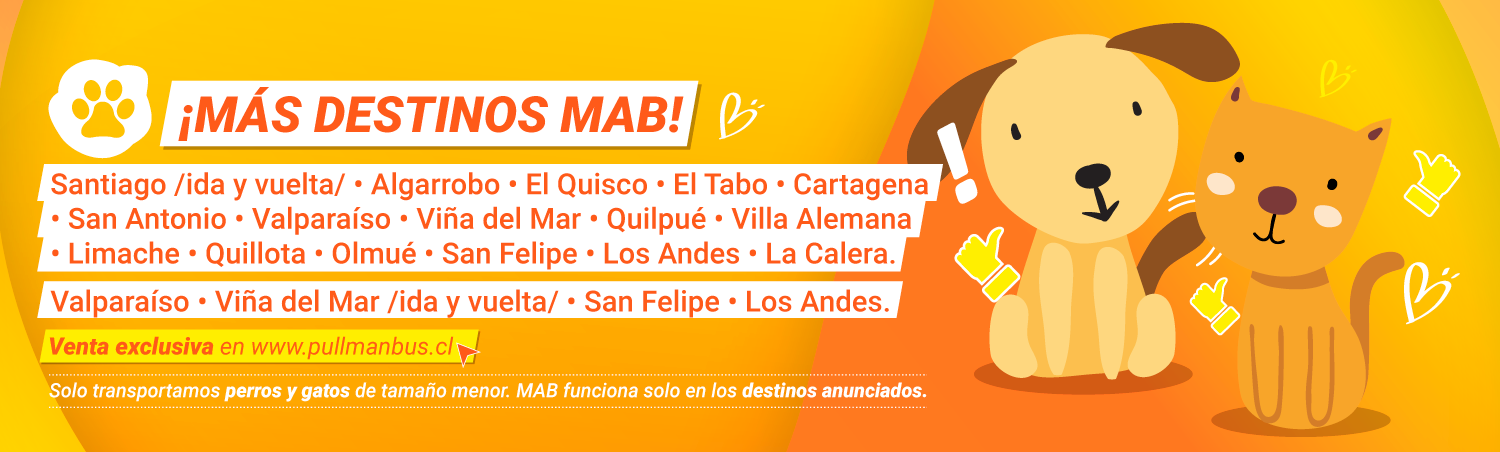 ¡MÁS DESTINOS MAB!
Santiago /ida y vuelta/ • Algarrobo • El Quisco • El Tabo • Cartagena
• San Antonio • Valparaíso • Viña del Mar • Quilpué • Villa Alemana
• Limache • Quillota • Olmué • San Felipe • Los Andes • La Calera.
Valparaíso • Viña del Mar /ida y vuelta/ • San Felipe • Los Andes.
Venta exclusiva en www.pullmanbus.cl
Solo transportamos perros y gatos de tamaño menor. MAB funciona solo en los destinos anunciados.